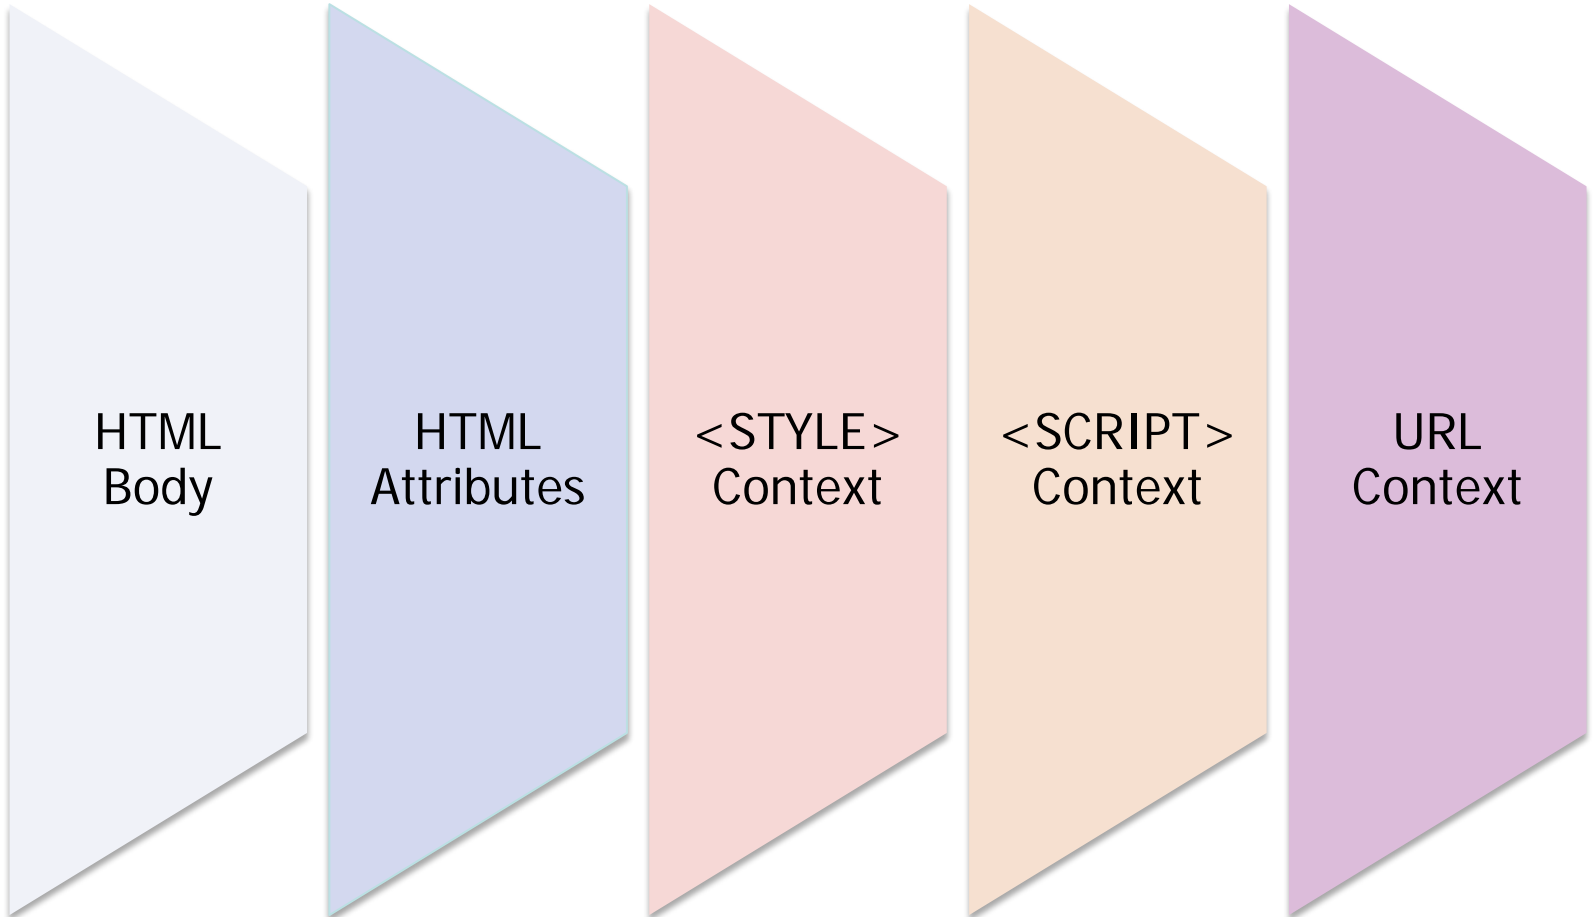 HTML
Body
HTML
Attributes
<STYLE>
Context
<SCRIPT>
Context
URL
Context